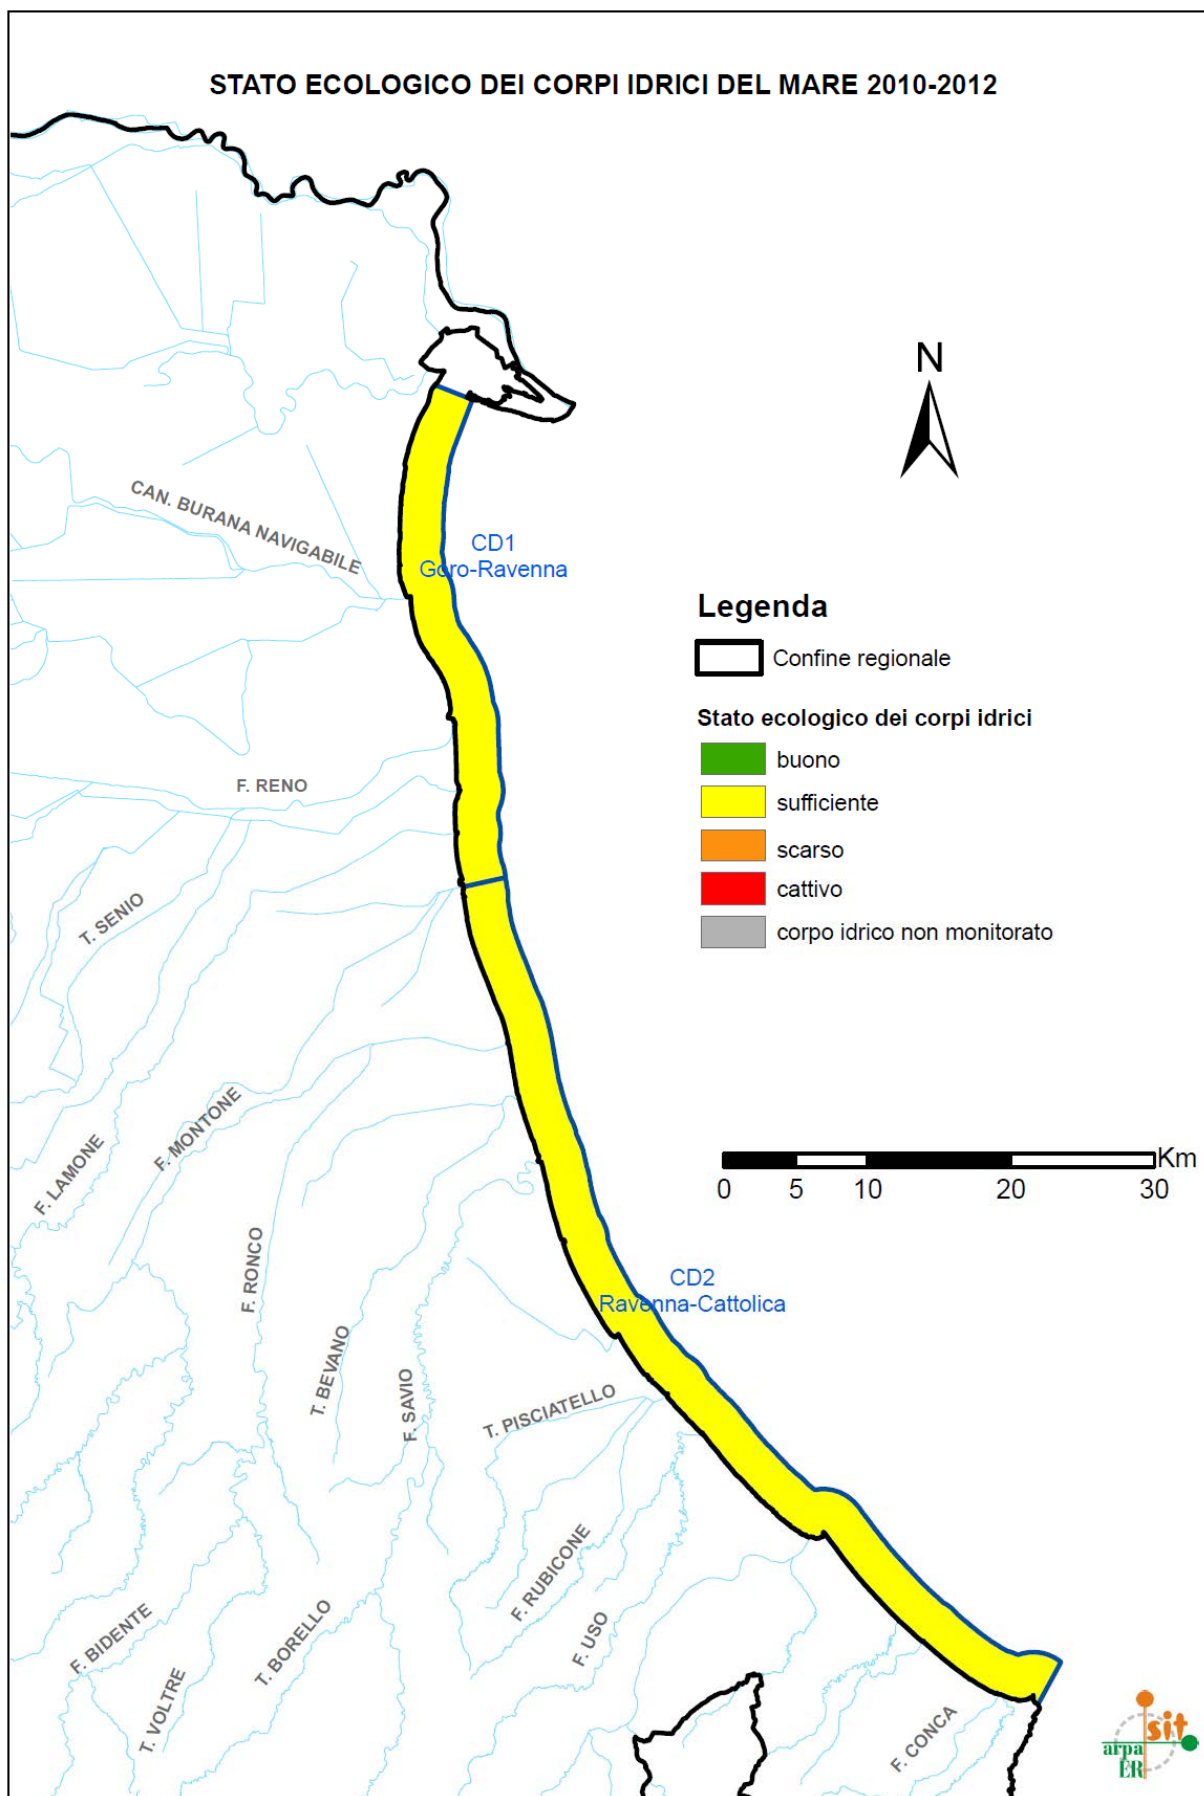 STATO ECOLOGICO DEI CORPI IDRICI DEL MARE 2010-2012
N
CAN. BURANA NAVIGABILE
CD1
Goro-Ravenna
Legenda
Confine regionale
Stato ecologico dei corpi idrici
buono
sufficiente
scarso
cattivo
corpo idrico non monitorato
F. RENO
T. SENIO
F. LAMONE
F. MONTONE
Km
0 5 10 20 30
F. RONCO
CD2
Ravenna-Cattolica
T. BEVANO
F. SAVIO
T. PISCIATELLO
F. RUBICONE
F. USO
F. BIDENTE
T. BORELLO
T. VOLTRE
F. CONCA
sit
arpa
ER